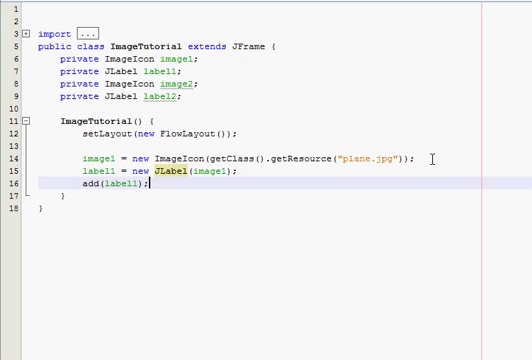 1
2
3 import ...
5 public class ImageTutorial extends JFrame {
6 private ImageIcon image1;
7 private JLabel label1;
8 private ImageIcon image2;
9 private JLabel label2;
10
11 ImageTutorial() {
12 setLayout(new FlowLayout());
13
14 image1 = new ImageIcon(getClass().getResource("plane.jpg"));
15 label1 = new JLabel(image1);
16 add(label1);
17 }
18 }